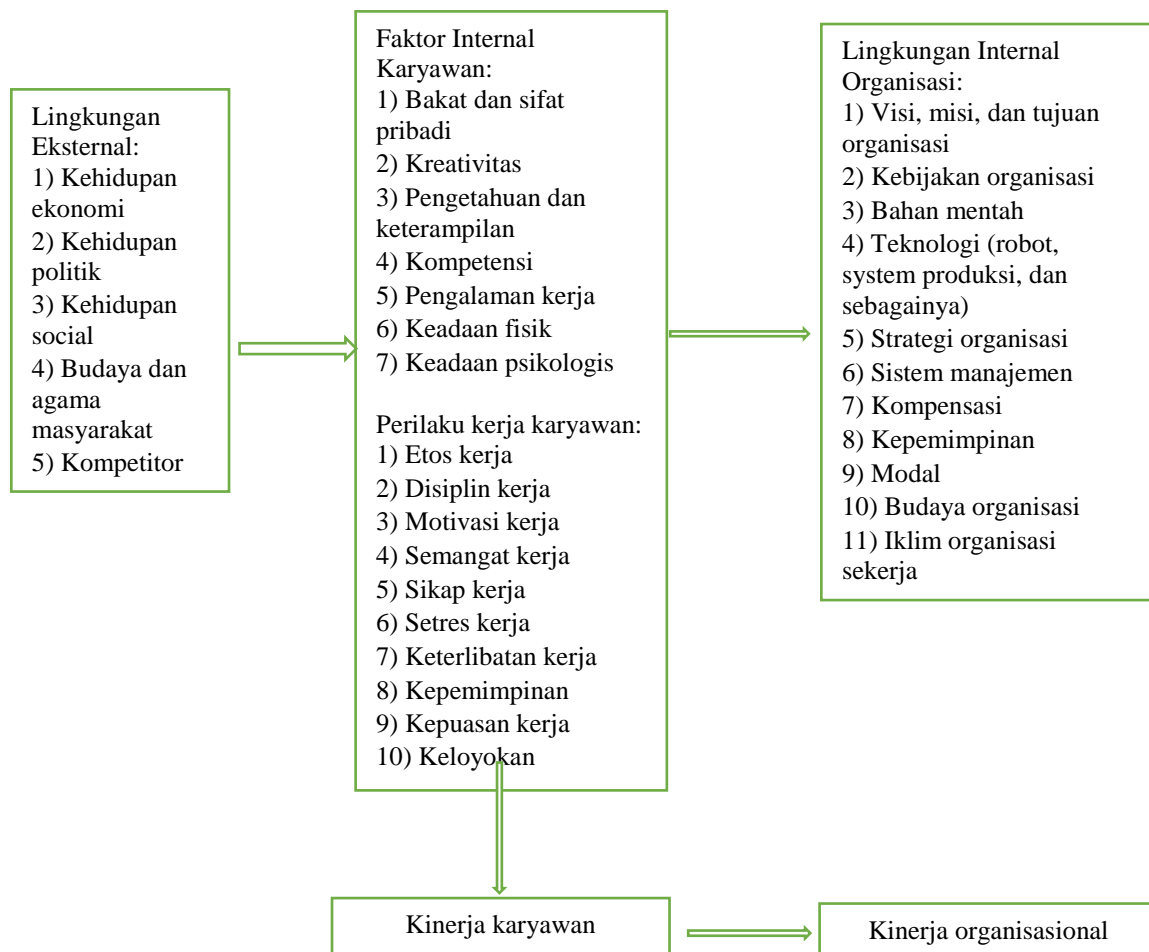 Lingkungan
Eksternal:
1) Kehidupan
ekonomi
2) Kehidupan
politik
3) Kehidupan
social
4) Budaya dan
agama
masyarakat
5) Kompetitor
Faktor Internal
Karyawan:
1) Bakat dan sifat
pribadi
2) Kreativitas
3) Pengetahuan dan
keterampilan
4) Kompetensi
5) Pengalaman kerja
6) Keadaan fisik
7) Keadaan psikologis
Perilaku kerja karyawan:
1) Etos kerja
2) Disiplin kerja
3) Motivasi kerja
4) Semangat kerja
5) Sikap kerja
6) Setres kerja
7) Keterlibatan kerja
8) Kepemimpinan
9) Kepuasan kerja
10) Keloyokan
Lingkungan Internal
Organisasi:
1) Visi, misi, dan tujuan
organisasi
2) Kebijakan organisasi
3) Bahan mentah
4) Teknologi (robot,
system produksi, dan
sebagainya)
5) Strategi organisasi
6) Sistem manajemen
7) Kompensasi
8) Kepemimpinan
9) Modal
10) Budaya organisasi
11) Iklim organisasi
sekerja
Kinerja karyawan
Kinerja organisasional